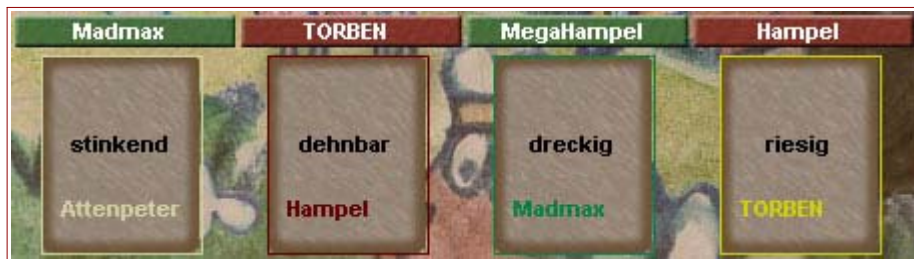 Madmax TORBEN MegaHampel Hampel
stinkend dehnbar dreckig riesig
Attenpeter Hampel Madmax TORBEN